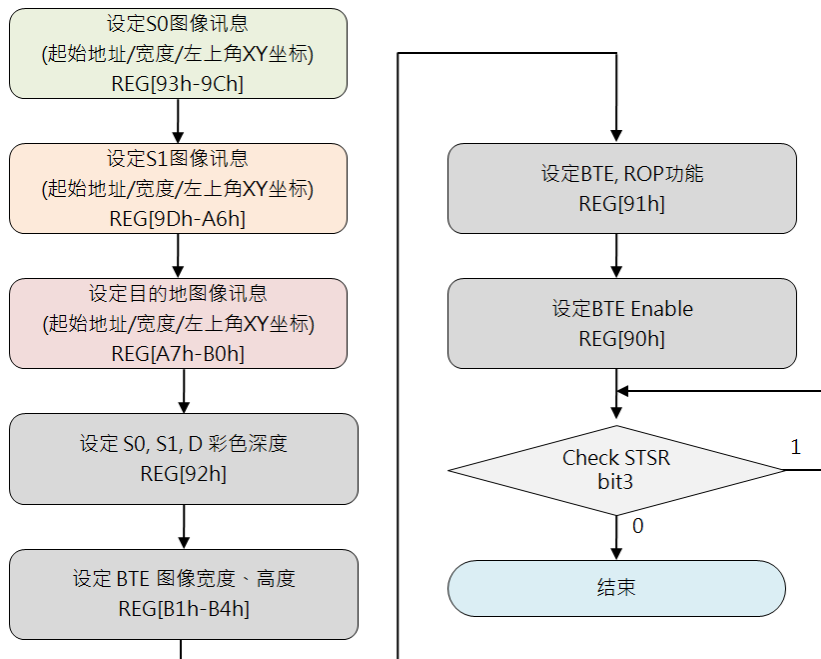 设定S0图像讯息
(起始地址/宽度/左上角XY坐标)
REG[93h-9Ch]
设定S1图像讯息
(起始地址/宽度/左上角XY坐标)
REG[9Dh-A6h]
设定目的地图像讯息
(起始地址/宽度/左上角XY坐标)
REG[A7h-B0h]
设定 S0, S1, D 彩色深度
REG[92h]
设定 BTE 图像宽度、高度
REG[B1h-B4h]
设定BTE, ROP功能
REG[91h]
设定BTE Enable
REG[90h]
Check STSR
bit3
1
0
结束